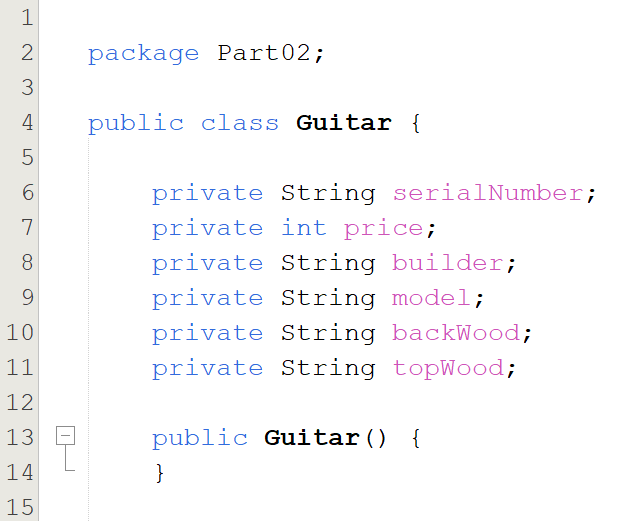 1
2 package Part02;
3
4 public class Guitar {
5
6 private String serialNumber;
7 private int price;
8 private String builder;
9 private String model;
10 private String backWood;
11 private String topWood;
12
13 public Guitar() {
14 }
15